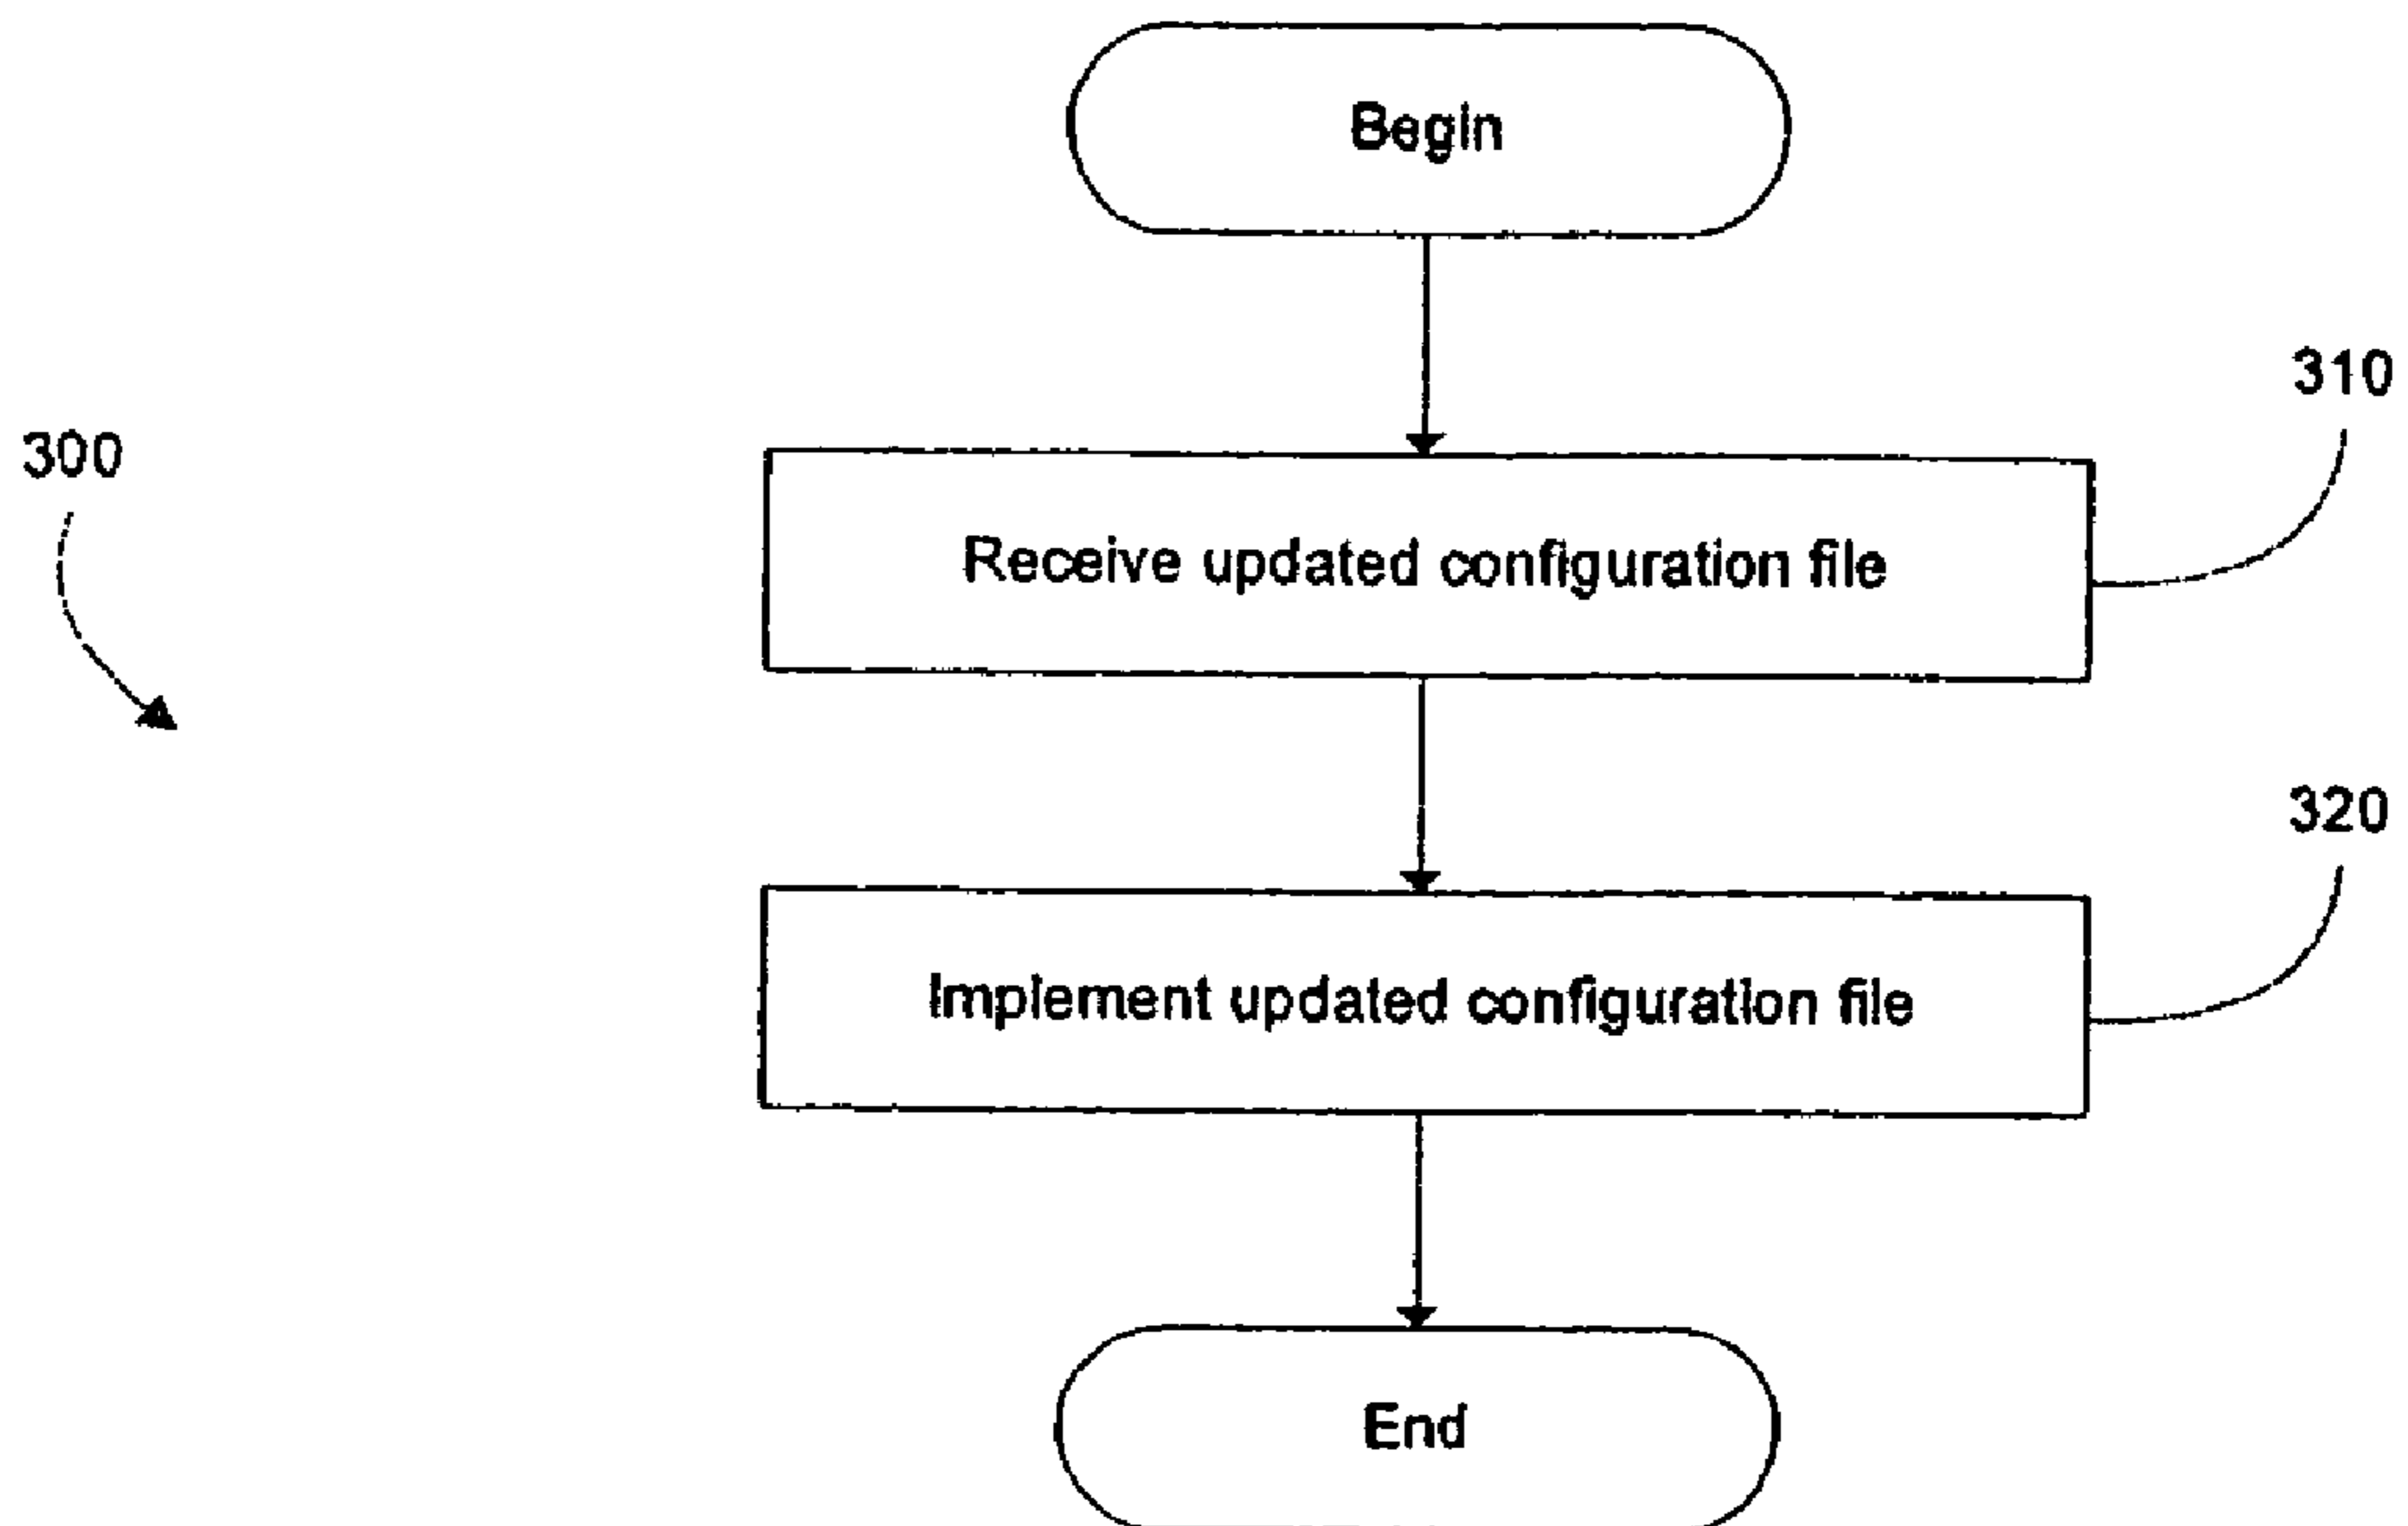 Begin
310
300
Receive updated configuration file
320
Implement updated configuration file
End